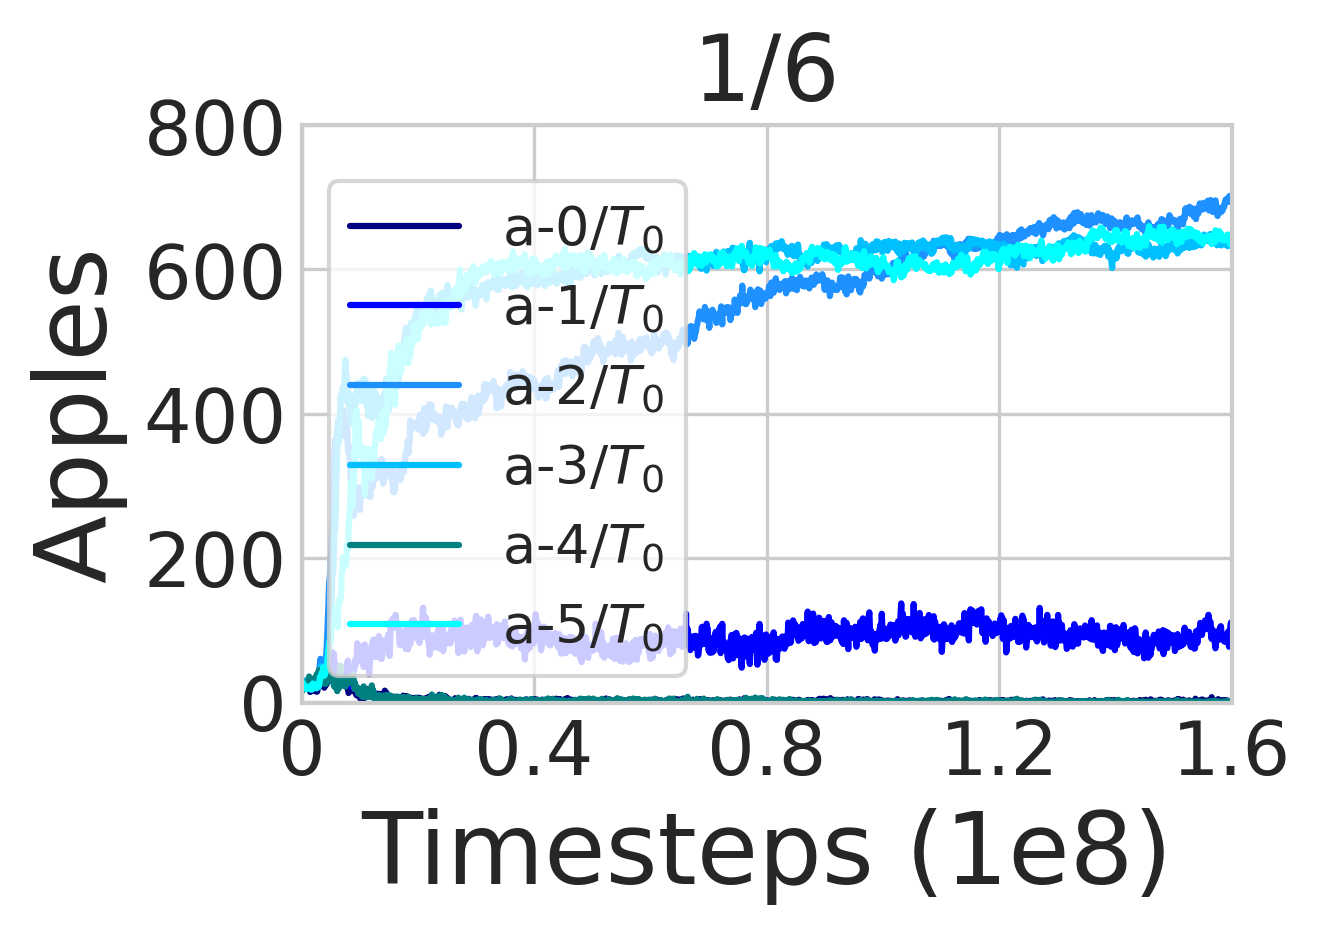 1/6
800
600
400
200
0
Apples
a-0/T₀
a-1/T₀
a-2/T₀
a-3/T₀
a-4/T₀
a-5/T₀
0 0.4 0.8 1.2 1.6
Timesteps (1e8)